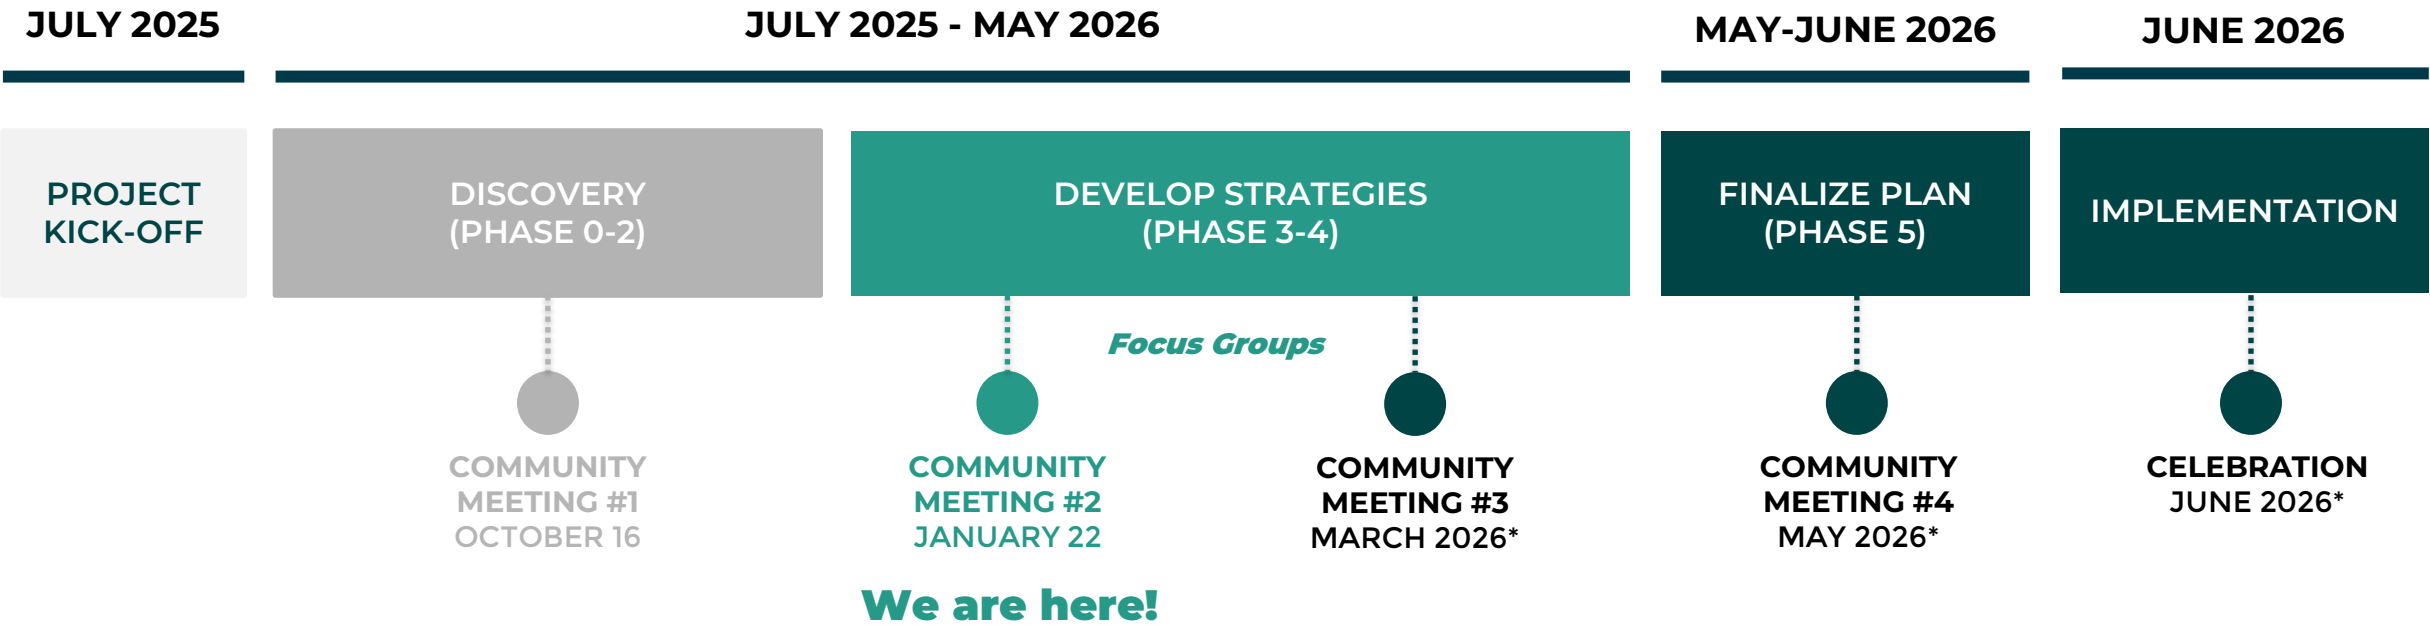 JULY 2025
JULY 2025 - MAY 2026
MAY-JUNE 2026
JUNE 2026
PROJECT
KICK-OFF
DISCOVERY
(PHASE 0-2)
DEVELOP STRATEGIES
(PHASE 3-4)
FINALIZE PLAN
(PHASE 5)
IMPLEMENTATION
Focus Groups
COMMUNITY
MEETING #1
OCTOBER 16
COMMUNITY
MEETING #2
JANUARY 22
COMMUNITY
MEETING #3
MARCH 2026*
COMMUNITY
MEETING #4
MAY 2026*
CELEBRATION
JUNE 2026*
We are here!